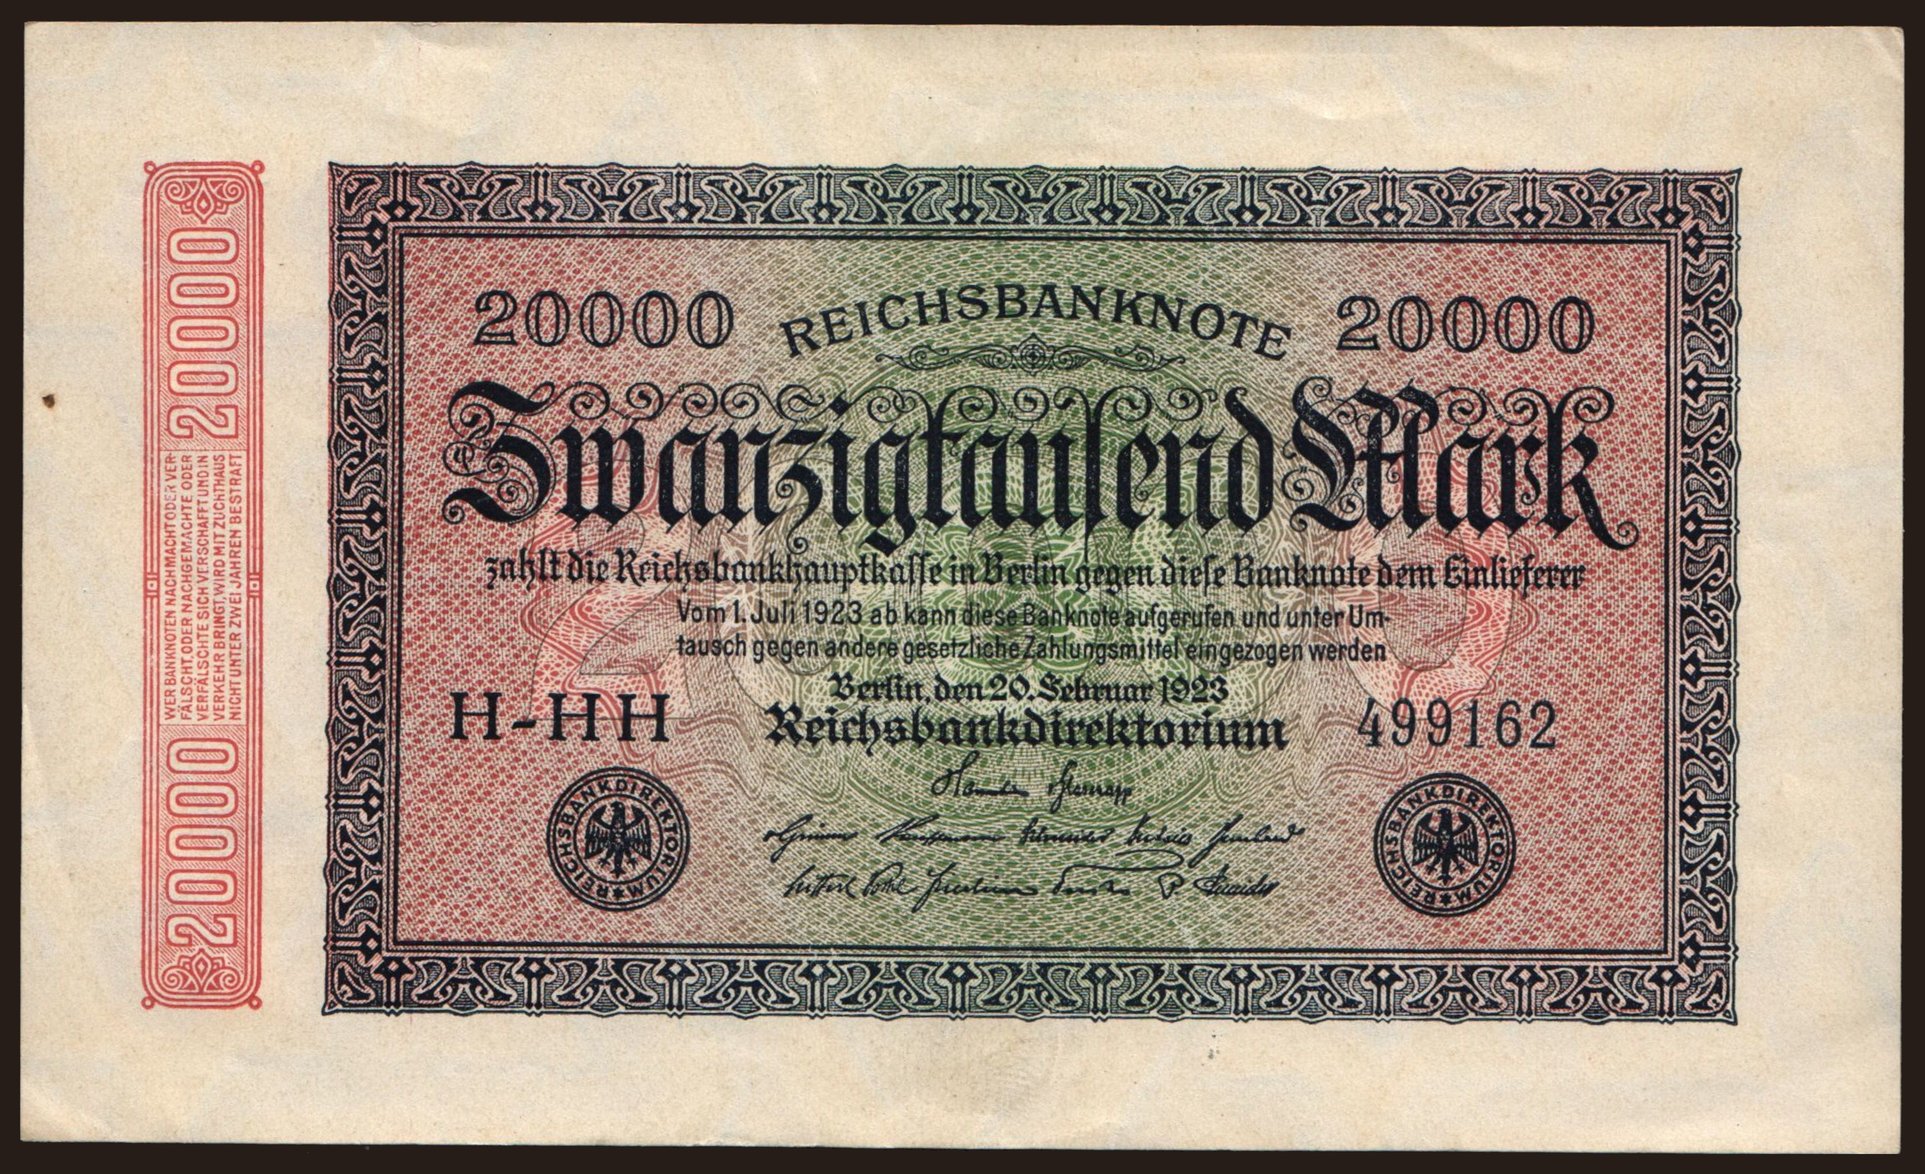 20000
REICHSBANKNOTE
20000
Zwanzigtausend Mark
zahlt die Reichsbankhauptkasse in Berlin gegen diese Banknote dem Einlieferer
Vom 1. Juli 1923 ab kann diese Banknote aufgerufen und unter Um-
tausch gegen andere gesetzliche Zahlungsmittel eingezogen werden
Berlin, den 20. Februar 1923
H-HH
Reichsbankdirektorium
499162
REICHSBANKDIREKTORIUM
REICHSBANKDIREKTORIUM
20000
WER BANKNOTEN NACHMACHT ODER VER-
FÄLSCHT, ODER NACHGEMACHTE ODER
VERFÄLSCHTE SICH VERSCHAFFT UND IN
VERKEHR BRINGT, WIRD MIT ZUCHTHAUS
NICHT UNTER ZWEI JAHREN BESTRAFT
20000
20000